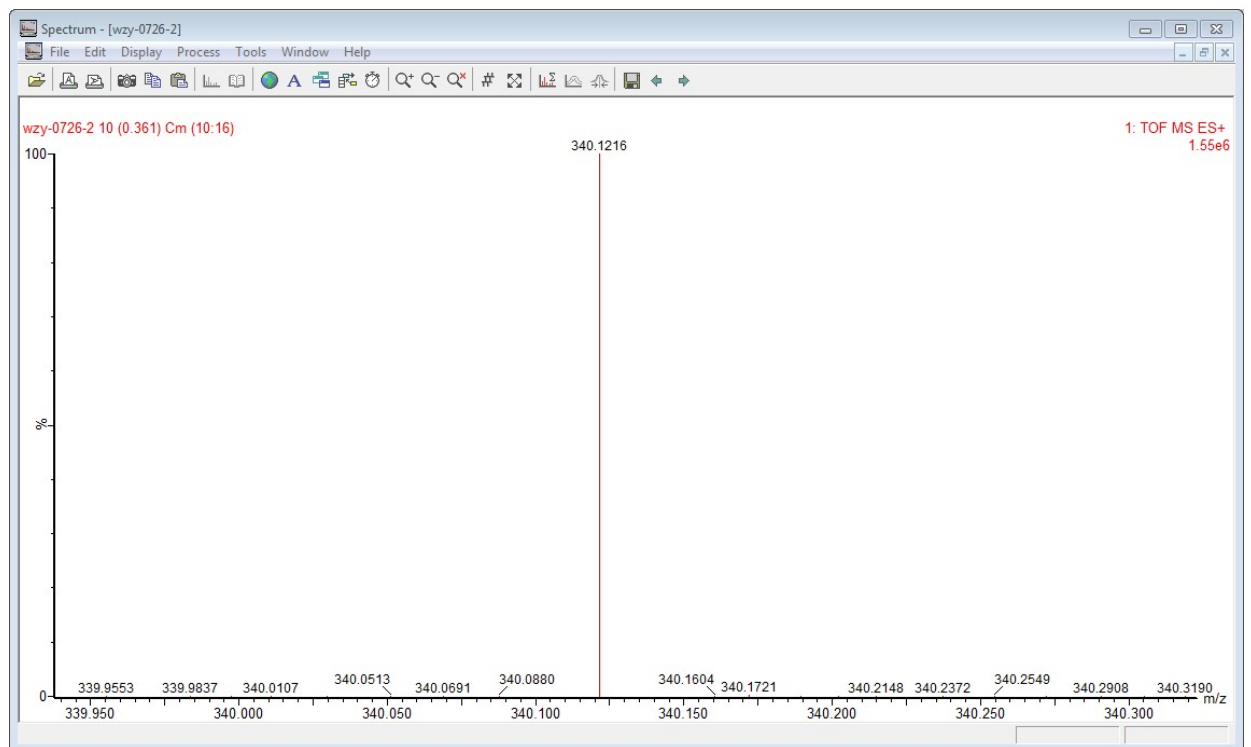 Spectrum - [wzy-0726-2]
File Edit Display Process Tools Window Help
wzy-0726-2 10 (0.361) Cm (10:16)
1: TOF MS ES+
1.55e6
340.1216
100
%
0
339.9553 339.9837 340.0107 340.0513 340.0691 340.0880 340.1604 340.1721 340.2148 340.2372 340.2549 340.2908 340.3190
m/z
339.950 340.000 340.050 340.100 340.150 340.200 340.250 340.300